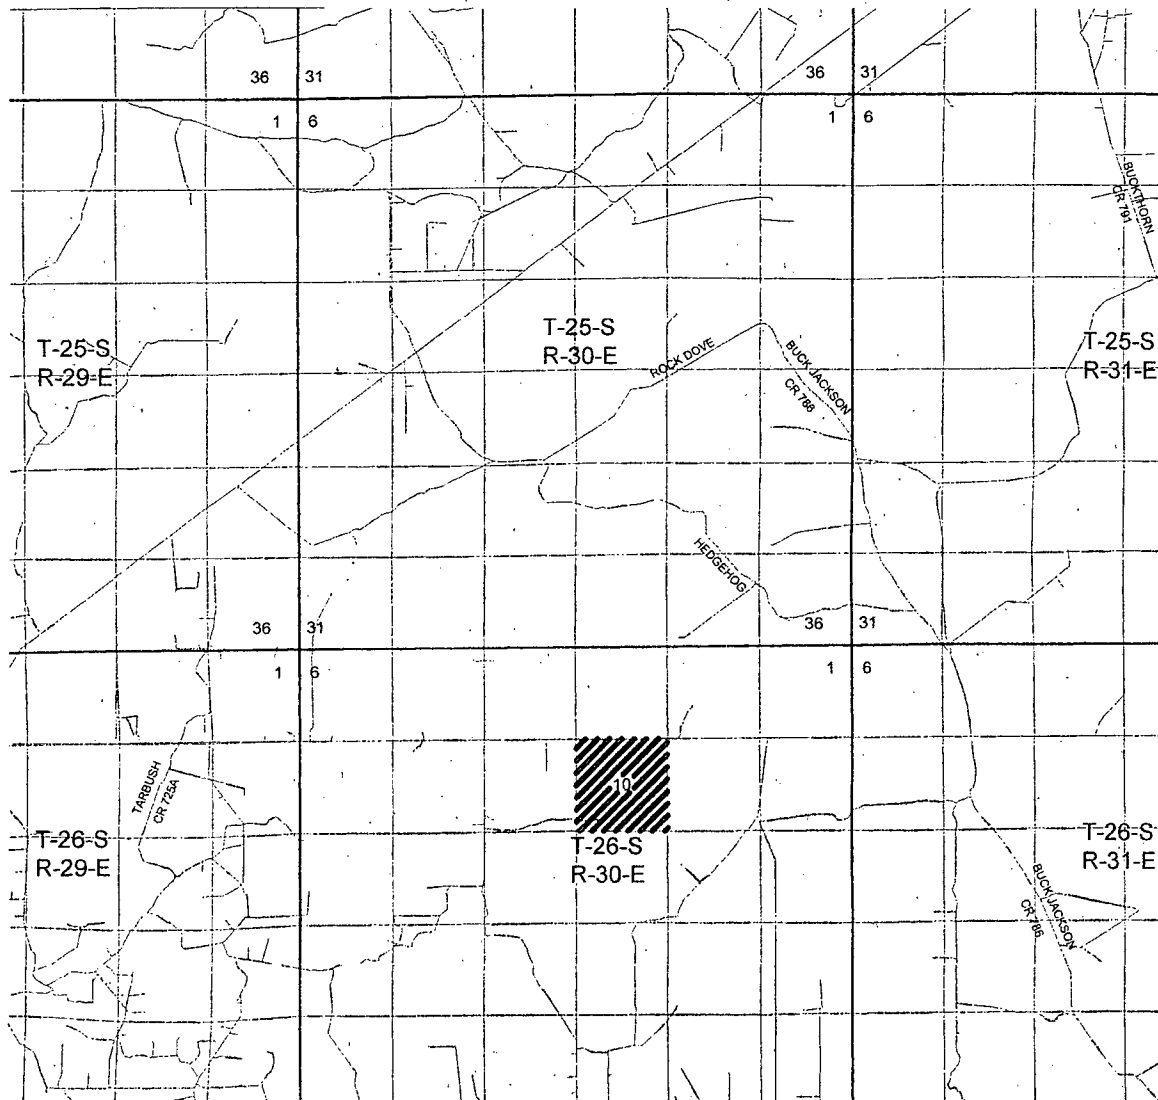 36 31
36 31
1 6
1 6
BUCKTHORN
CR 791
T-25-S
R-29-E
T-25-S
R-30-E
T-25-S
R-31-E
ROCK DOVE
BUCK JACKSON
CR 786
HEDGEHOG
36 31
36 31
1 6
1 6
TARBUSH
CR 725A
10
T-26-S
R-29-E
T-26-S
R-30-E
T-26-S
R-31-E
BUCK JACKSON
CR 786